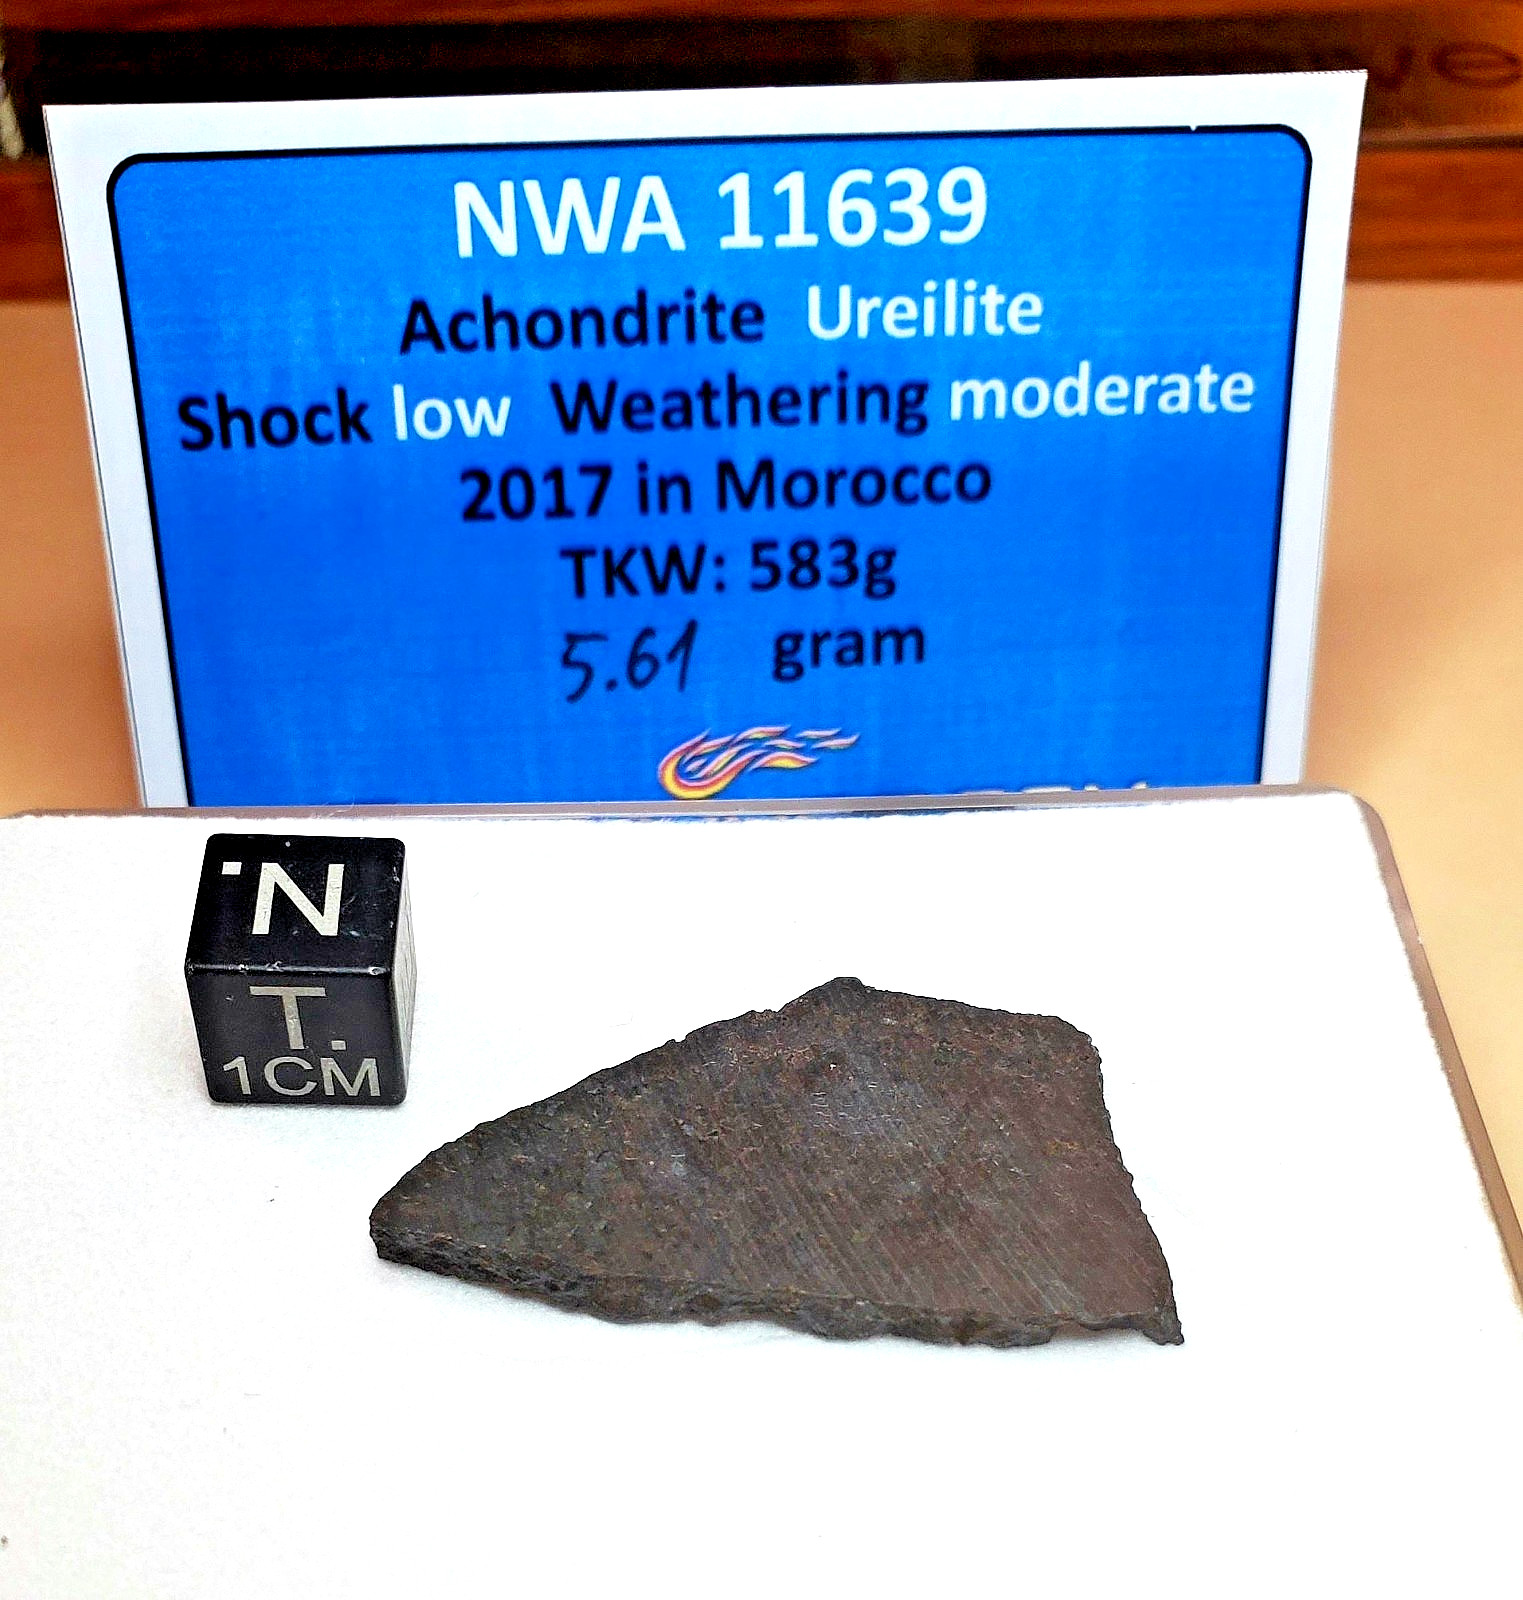 NWA 11639
Achondrite Ureilite
Shock low Weathering moderate
2017 in Morocco
TKW: 583g
5.61 gram
N
T.
1CM